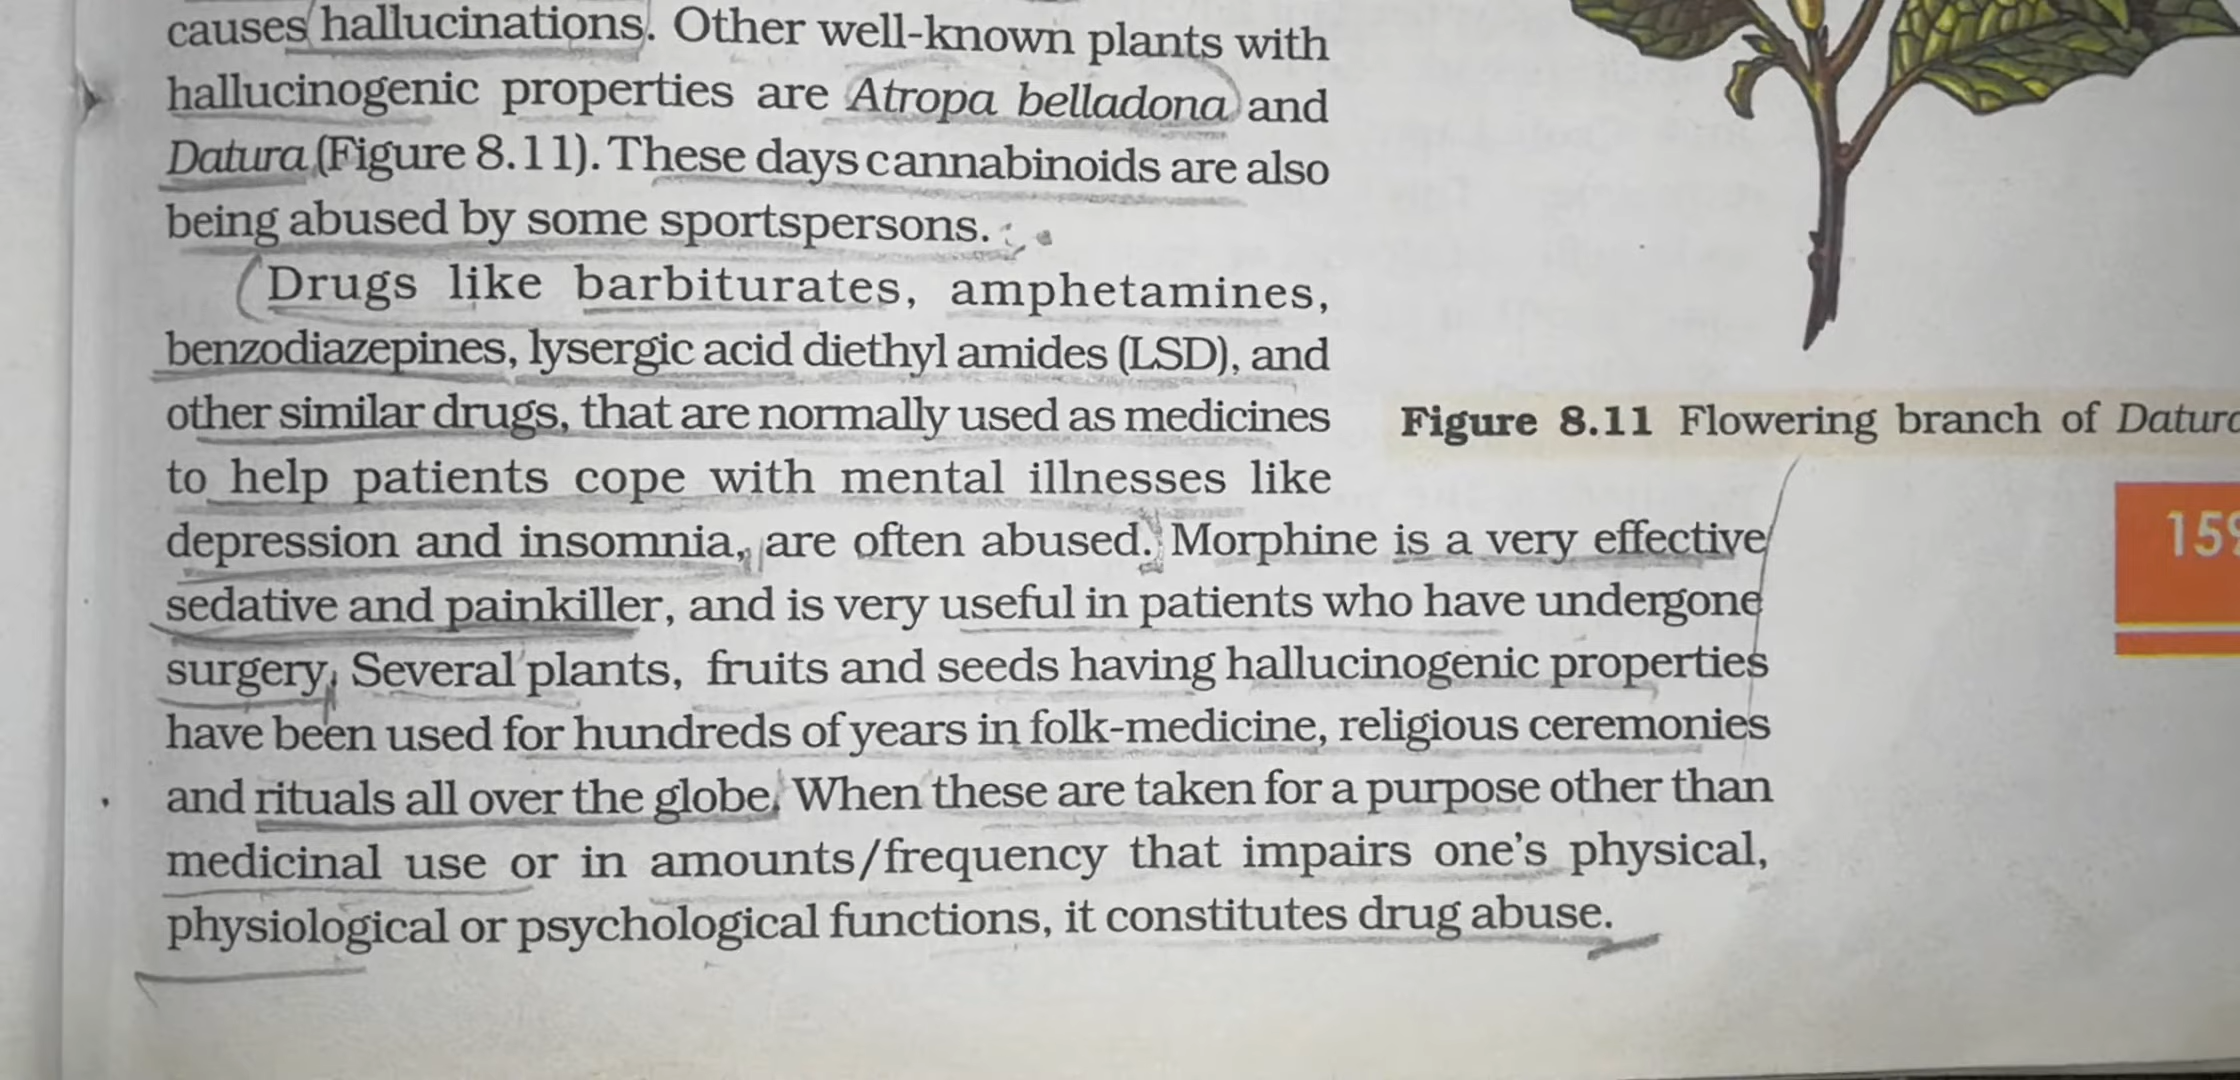 causes hallucinations. Other well-known plants with
hallucinogenic properties are Atropa belladona and
Datura (Figure 8.11). These days cannabinoids are also
being abused by some sportspersons.
Drugs like barbiturates, amphetamines,
benzodiazepines, lysergic acid diethyl amides (LSD), and
other similar drugs, that are normally used as medicines
to help patients cope with mental illnesses like
depression and insomnia, are often abused. Morphine is a very effective
sedative and painkiller, and is very useful in patients who have undergone
surgery. Several plants, fruits and seeds having hallucinogenic properties
have been used for hundreds of years in folk-medicine, religious ceremonies
and rituals all over the globe. When these are taken for a purpose other than
medicinal use or in amounts/frequency that impairs one's physical,
physiological or psychological functions, it constitutes drug abuse.
Figure 8.11 Flowering branch of Datura
159